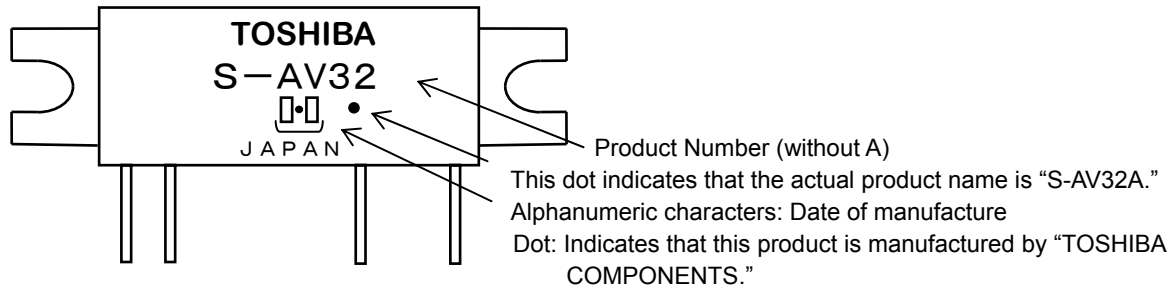 TOSHIBA
S－AV32
▯•▯ •
JAPAN
Product Number (without A)
This dot indicates that the actual product name is “S-AV32A.”
Alphanumeric characters: Date of manufacture
Dot: Indicates that this product is manufactured by “TOSHIBA
COMPONENTS.”